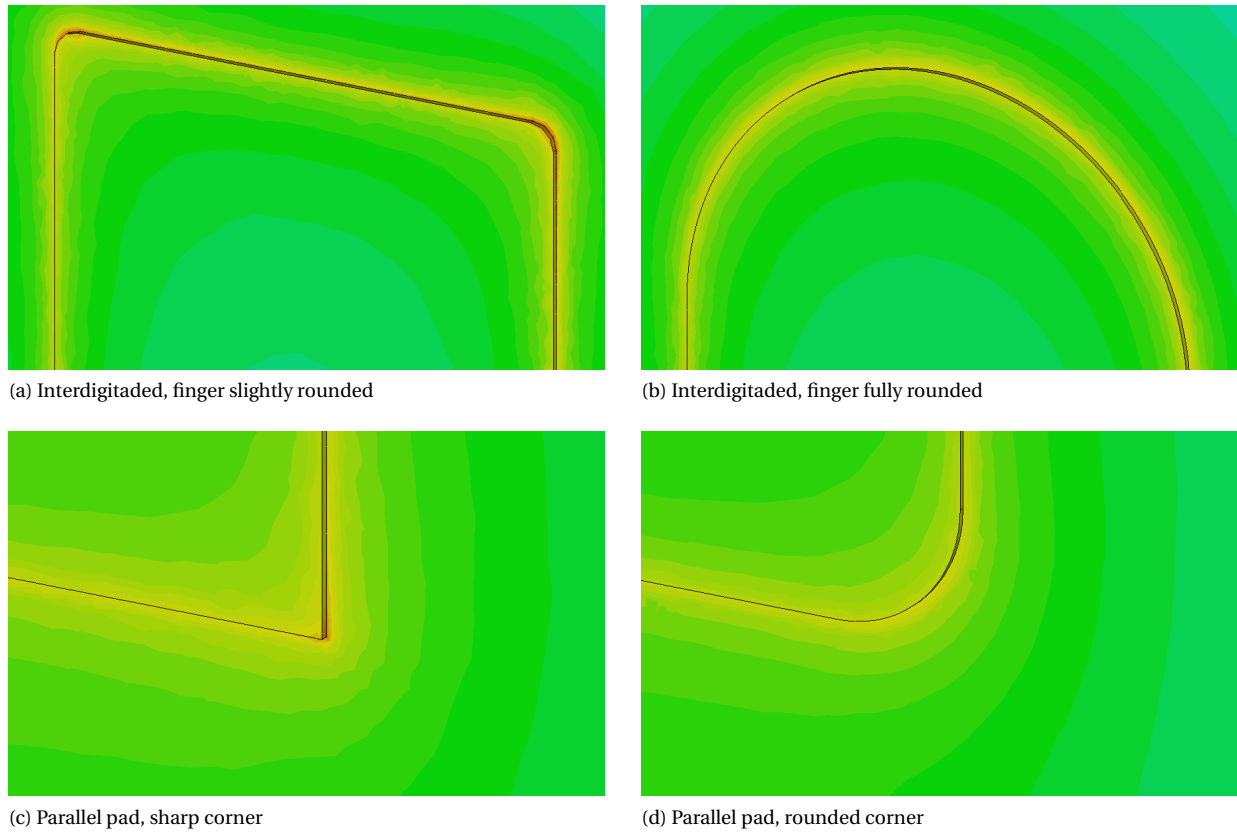 (a) Interdigitaded, finger slightly rounded
(b) Interdigitaded, finger fully rounded
(c) Parallel pad, sharp corner
(d) Parallel pad, rounded corner